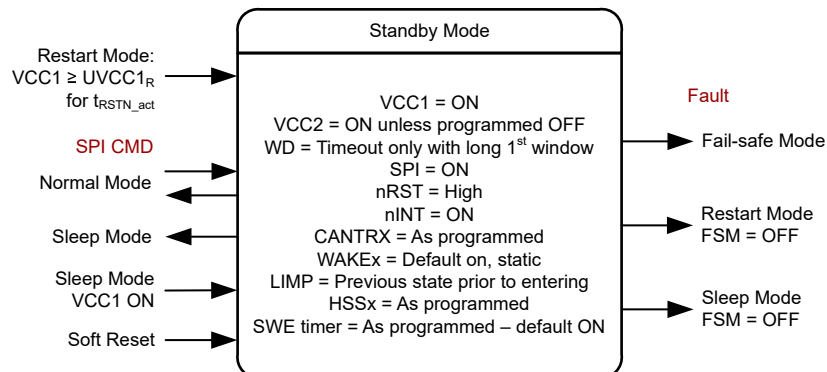 Standby Mode
Restart Mode:
VCC1 ≥ UVCC1R
for tRSTN_act
SPI CMD
Normal Mode
Sleep Mode
Sleep Mode
VCC1 ON
Soft Reset
VCC1 = ON
VCC2 = ON unless programmed OFF
WD = Timeout only with long 1st window
SPI = ON
nRST = High
nINT = ON
CANTRX = As programmed
WAKEx = Default on, static
LIMP = Previous state prior to entering
HSSx = As programmed
SWE timer = As programmed – default ON
Fault
Fail-safe Mode
Restart Mode
FSM = OFF
Sleep Mode
FSM = OFF